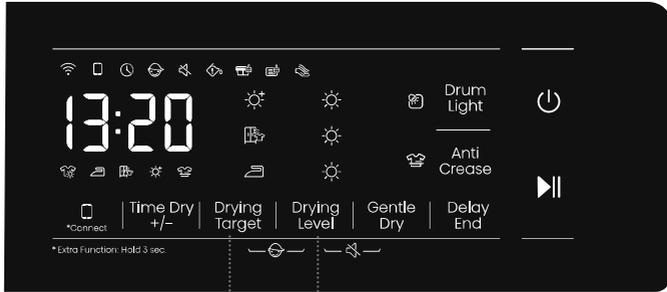 13:20
Drum
Light
Anti
Crease
*Connect
Time Dry
+/-
Drying
Target
Drying
Level
Gentle
Dry
Delay
End
* Extra Function: Hold 3 sec.